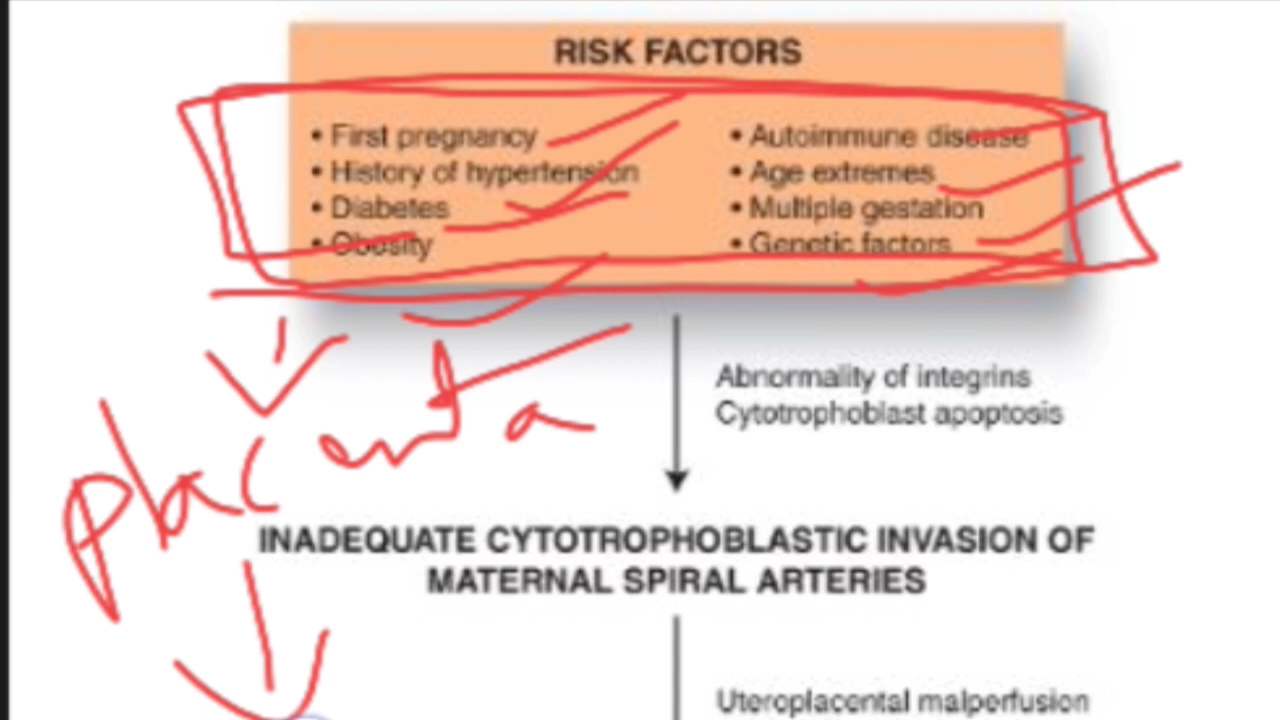 RISK FACTORS
• First pregnancy
• History of hypertension
• Diabetes
• Obesity
• Autoimmune disease
• Age extremes
• Multiple gestation
• Genetic factors
Abnormality of integrins
Cytotrophoblast apoptosis
placenta
INADEQUATE CYTOTROPHOBLASTIC INVASION OF
MATERNAL SPIRAL ARTERIES
Uteroplacental malperfusion